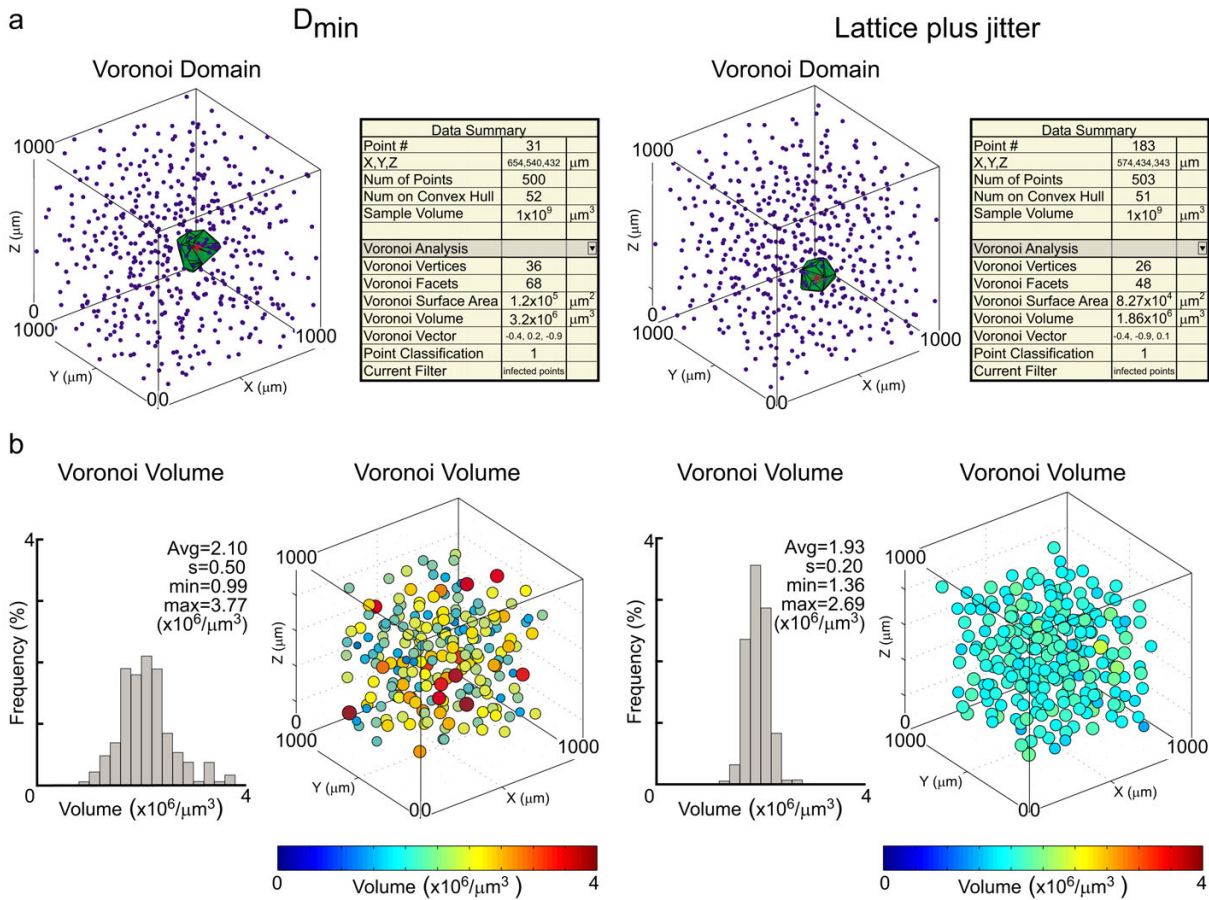 a
Dmin
Lattice plus jitter
Voronoi Domain
1000
Z (μm)
0
1000
Y (μm)
00
X (μm)
1000
Data Summary
Point # 31
X,Y,Z 654,540,432 μm
Num of Points 500
Num on Convex Hull 52
Sample Volume 1x10⁹ μm³
Voronoi Analysis
Voronoi Vertices 36
Voronoi Facets 68
Voronoi Surface Area 1.2x10⁵ μm²
Voronoi Volume 3.2x10⁶ μm³
Voronoi Vector -0.4, 0.2, -0.9
Point Classification 1
Current Filter infected points
Voronoi Domain
1000
Z (μm)
0
1000
Y (μm)
00
X (μm)
1000
Data Summary
Point # 183
X,Y,Z 574,434,343 μm
Num of Points 503
Num on Convex Hull 51
Sample Volume 1x10⁹ μm³
Voronoi Analysis
Voronoi Vertices 26
Voronoi Facets 48
Voronoi Surface Area 8.27x10⁴ μm²
Voronoi Volume 1.86x10⁶ μm³
Voronoi Vector -0.4, -0.9, 0.1
Point Classification 1
Current Filter infected points
b
Voronoi Volume
4
Frequency (%)
Avg=2.10
s=0.50
min=0.99
max=3.77
(x10⁶/μm³)
0
4
Volume (x10⁶/μm³)
Voronoi Volume
1000
Z (μm)
0
1000
Y (μm)
00
X (μm)
1000
0
Volume (x10⁶/μm³)
4
Voronoi Volume
4
Frequency (%)
Avg=1.93
s=0.20
min=1.36
max=2.69
(x10⁶/μm³)
0
4
Volume (x10⁶/μm³)
Voronoi Volume
1000
Z (μm)
0
1000
Y (μm)
00
X (μm)
1000
0
Volume (x10⁶/μm³)
4